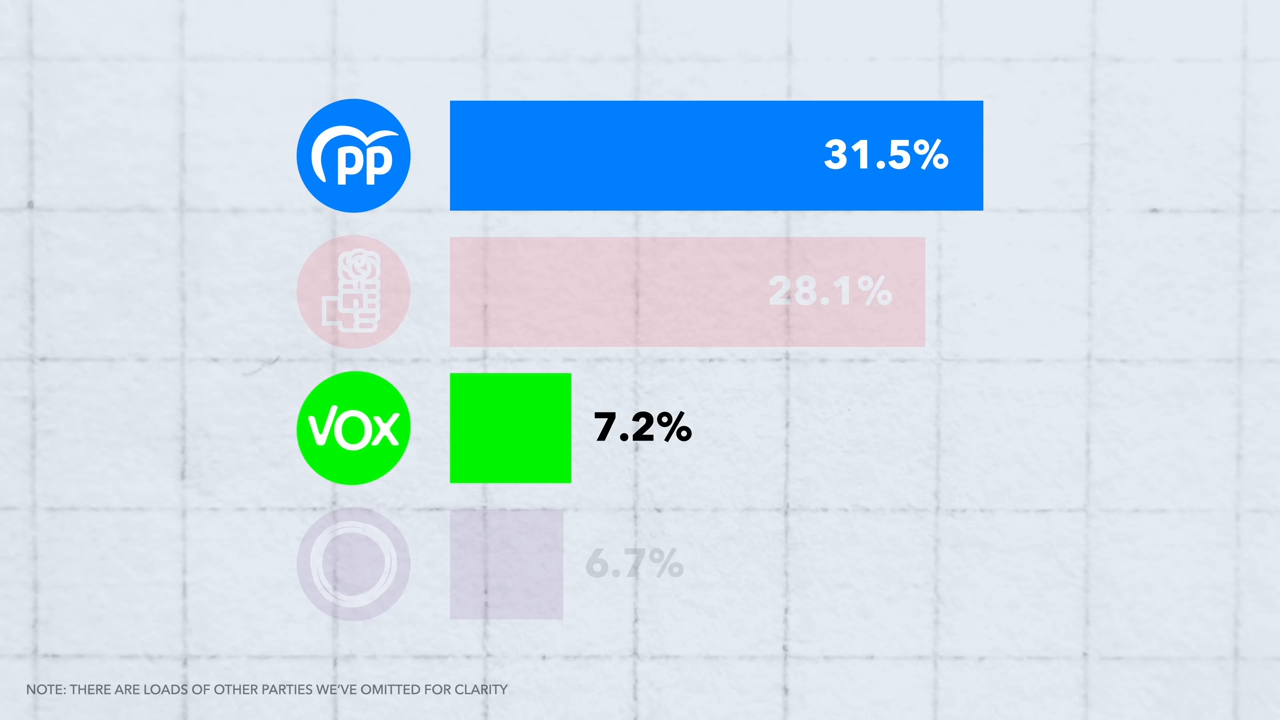 pp
31.5%
28.1%
VOX
7.2%
6.7%
NOTE: THERE ARE LOADS OF OTHER PARTIES WE'VE OMITTED FOR CLARITY